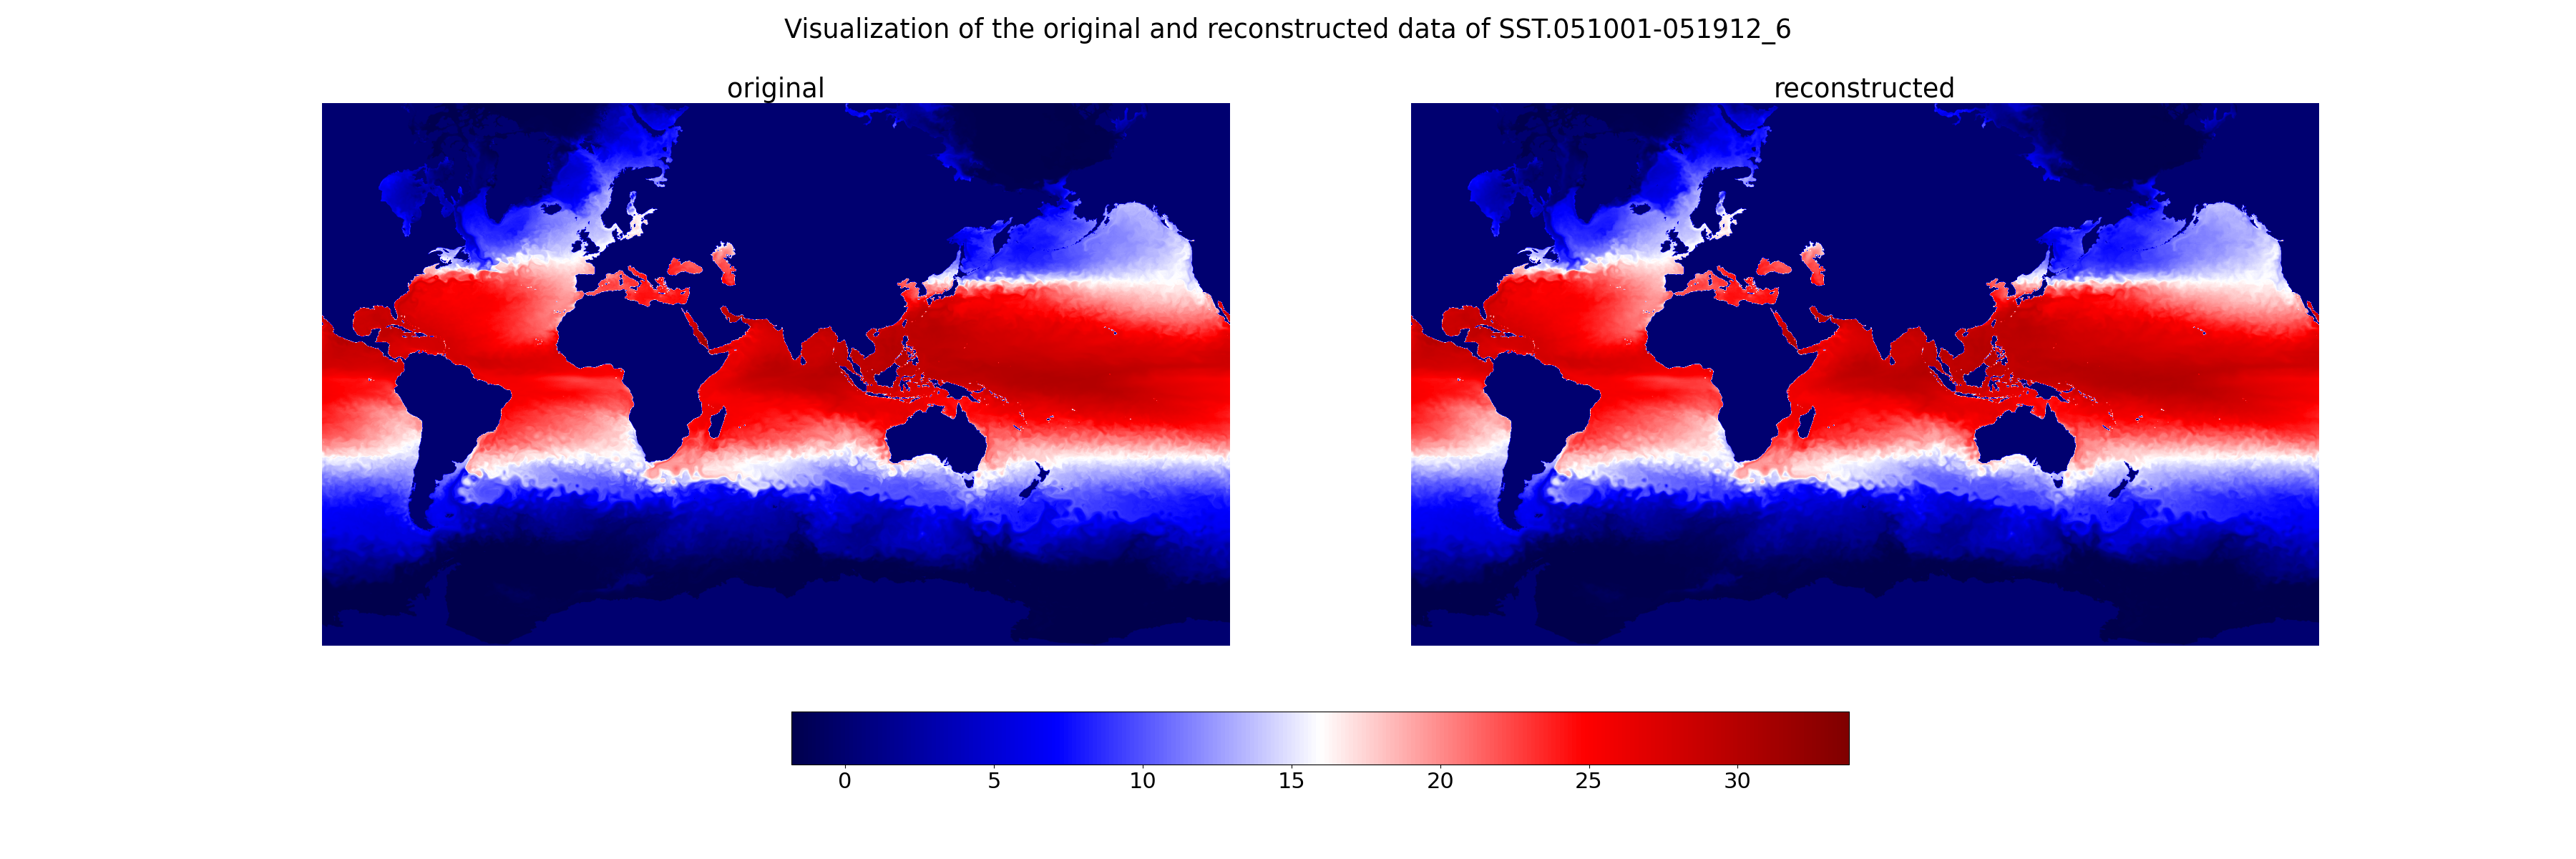 Visualization of the original and reconstructed data of SST.051001-051912_6
original
reconstructed
0 5 10 15 20 25 30